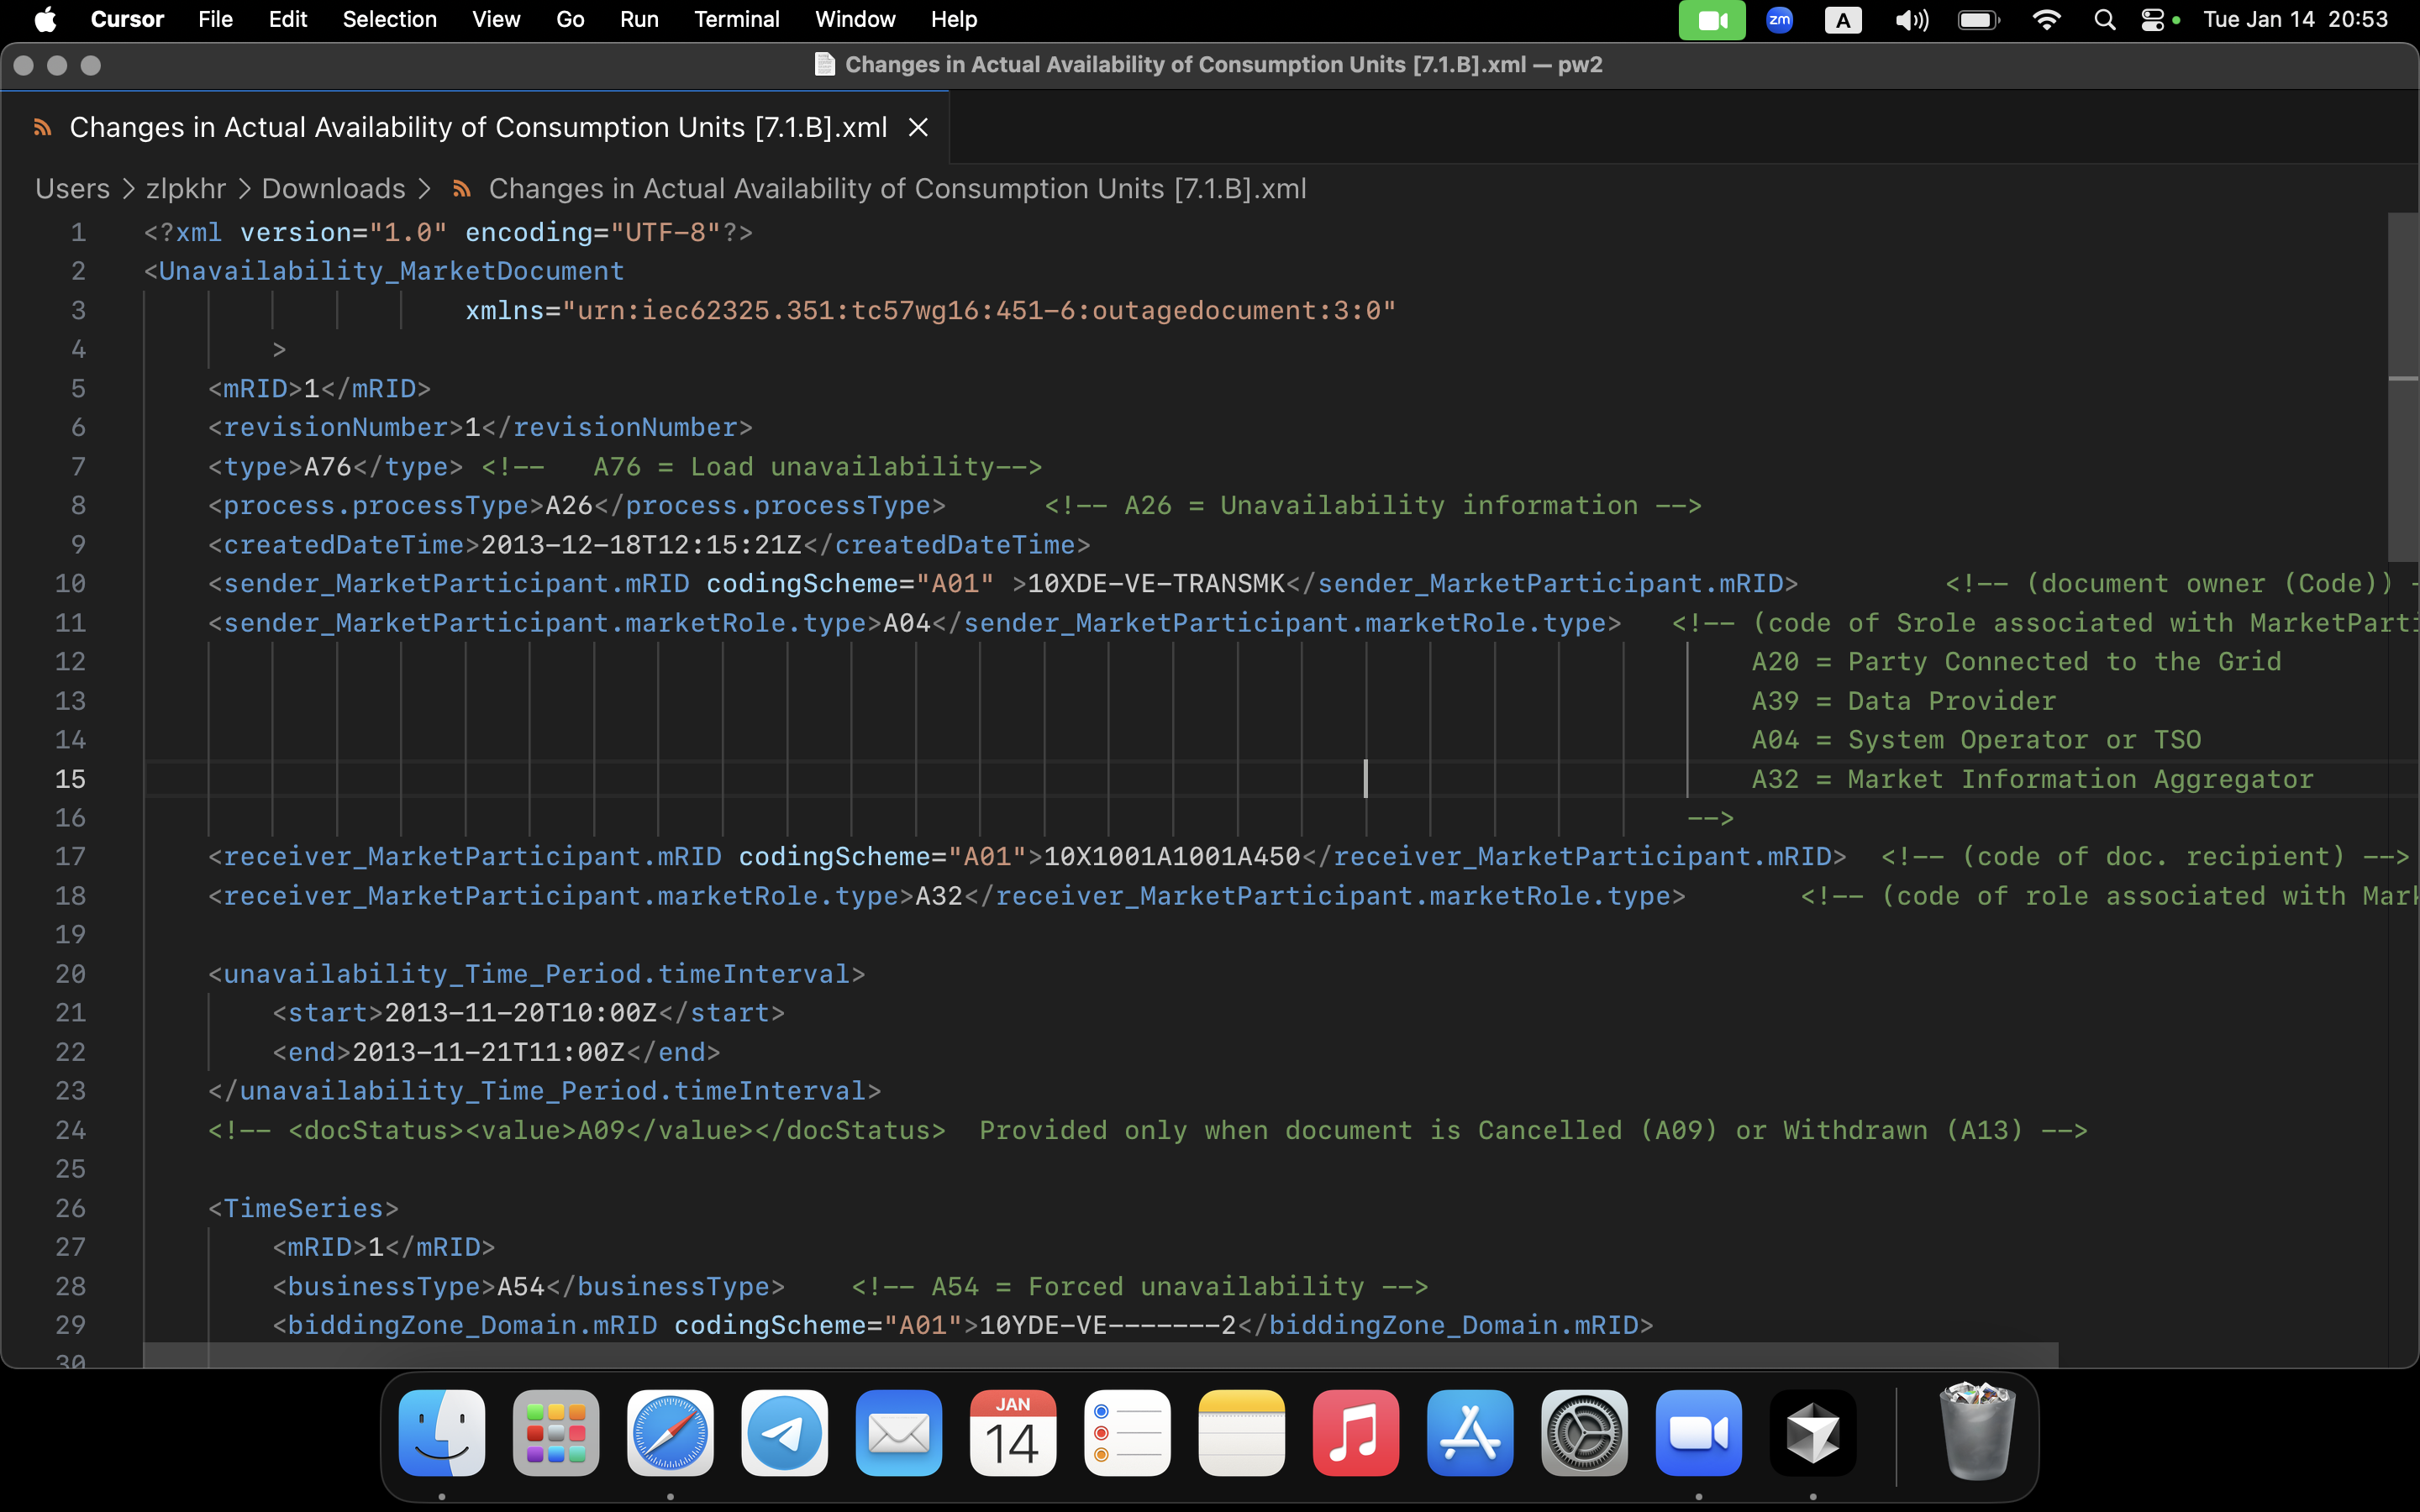 Cursor File Edit Selection View Go Run Terminal Window Help zm A Tue Jan 14 20:53
Changes in Actual Availability of Consumption Units [7.1.B].xml — pw2
Changes in Actual Availability of Consumption Units [7.1.B].xml
Users > zlpkhr > Downloads > Changes in Actual Availability of Consumption Units [7.1.B].xml
1 <?xml version="1.0" encoding="UTF-8"?>
2 <Unavailability_MarketDocument
3 xmlns="urn:iec62325.351:tc57wg16:451-6:outagedocument:3:0"
4 >
5 <mRID>1</mRID>
6 <revisionNumber>1</revisionNumber>
7 <type>A76</type> <!-- A76 = Load unavailability-->
8 <process.processType>A26</process.processType> <!-- A26 = Unavailability information -->
9 <createdDateTime>2013-12-18T12:15:21Z</createdDateTime>
10 <sender_MarketParticipant.mRID codingScheme="A01" >10XDE-VE-TRANSMK</sender_MarketParticipant.mRID> <!-- (document owner (Code)) -
11 <sender_MarketParticipant.marketRole.type>A04</sender_MarketParticipant.marketRole.type> <!-- (code of Srole associated with MarketParti
12 A20 = Party Connected to the Grid
13 A39 = Data Provider
14 A04 = System Operator or TSO
15 A32 = Market Information Aggregator
16 -->
17 <receiver_MarketParticipant.mRID codingScheme="A01">10X1001A1001A450</receiver_MarketParticipant.mRID> <!-- (code of doc. recipient) -->
18 <receiver_MarketParticipant.marketRole.type>A32</receiver_MarketParticipant.marketRole.type> <!-- (code of role associated with Mark
19
20 <unavailability_Time_Period.timeInterval>
21 <start>2013-11-20T10:00Z</start>
22 <end>2013-11-21T11:00Z</end>
23 </unavailability_Time_Period.timeInterval>
24 <!-- <docStatus><value>A09</value></docStatus> Provided only when document is Cancelled (A09) or Withdrawn (A13) -->
25
26 <TimeSeries>
27 <mRID>1</mRID>
28 <businessType>A54</businessType> <!-- A54 = Forced unavailability -->
29 <biddingZone_Domain.mRID codingScheme="A01">10YDE-VE-------2</biddingZone_Domain.mRID>
30
JAN
14